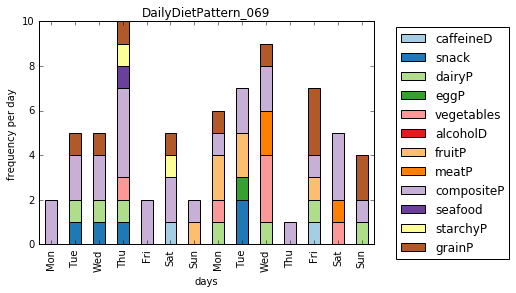 DailyDietPattern_069
frequency per day
10
8
6
4
2
0
Mon Tue Wed Thu Fri Sat Sun Mon Tue Wed Thu Fri Sat Sun
days
caffeineD
snack
dairyP
eggP
vegetables
alcoholD
fruitP
meatP
compositeP
seafood
starchyP
grainP